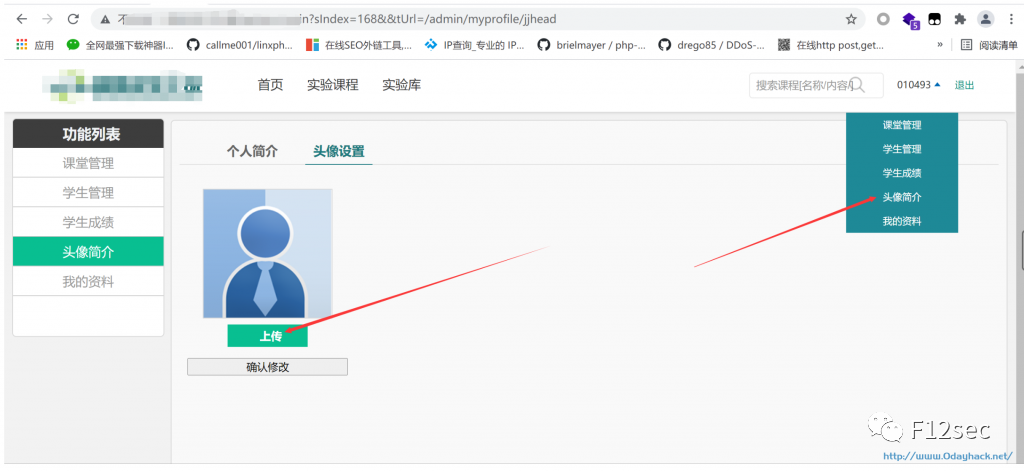 不
in?sIndex=168&&tUrl=/admin/myprofile/jjhead
5
应用 全网最强下载神器I... callme001/linxph... 在线SEO外链工具,... IP查询_专业的 IP... brielmayer / php-... drego85 / DDoS-... 在线http post,get... » 阅读清单
首页 实验课程 实验库
搜索课程[名称/内容/
010493 退出
功能列表
课堂管理
学生管理
学生成绩
头像简介
我的资料
个人简介 头像设置
上传
确认修改
课堂管理
学生管理
学生成绩
头像简介
我的资料
F12sec
http://www.0dayhack.net/